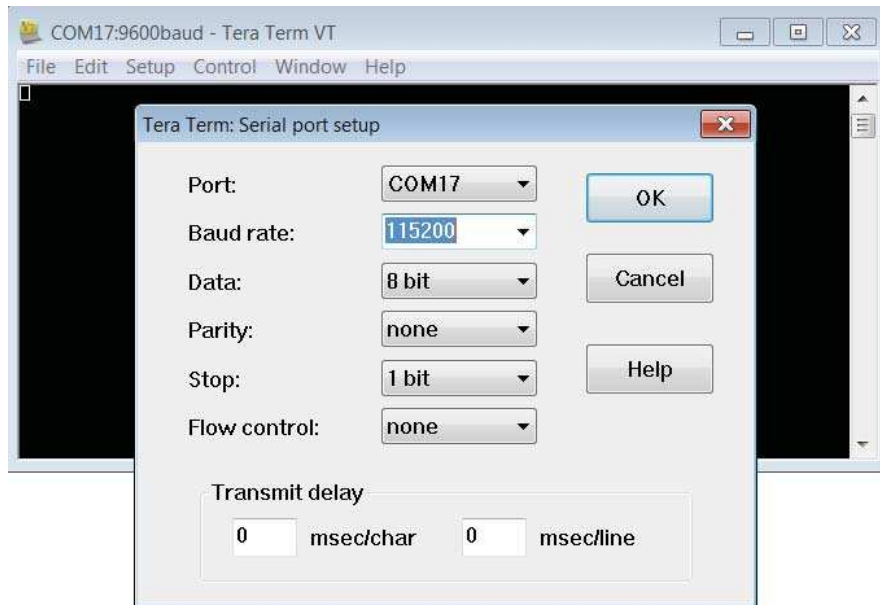 COM17:9600baud - Tera Term VT
File Edit Setup Control Window Help
Tera Term: Serial port setup
Port: COM17
OK
Baud rate: 115200
Data: 8 bit
Cancel
Parity: none
Stop: 1 bit
Help
Flow control: none
Transmit delay
0 msec/char 0 msec/line